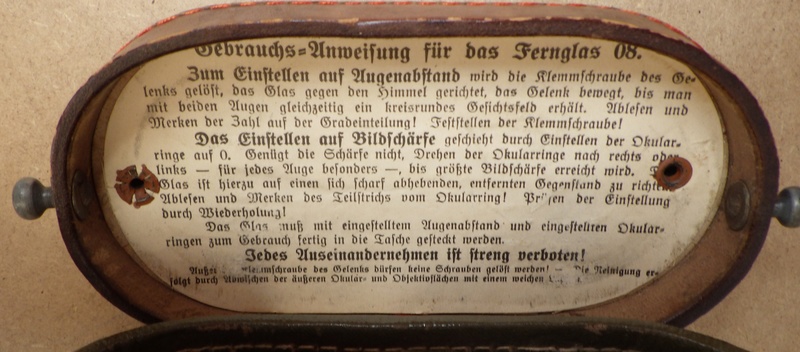 Gebrauchs-Anweisung für das Fernglas 08.
Zum Einstellen auf Augenabstand wird die Klemmschraube des Ge-
lenks gelöst, das Glas gegen den Himmel gerichtet, das Gelenk bewegt, bis man
mit beiden Augen gleichzeitig ein kreisrundes Gesichtsfeld erhält. Ablesen und
Merken der Zahl auf der Gradeinteilung! Feststellen der Klemmschraube!
Das Einstellen auf Bildschärfe geschieht durch Einstellen der Okular-
ringe auf 0. Genügt die Schärfe nicht, Drehen der Okularringe nach rechts oder
links — für jedes Auge besonders —, bis größte Bildschärfe erreicht wird.
Glas ist hierzu auf einen sich scharf abhebenden, entfernten Gegenstand zu
Ablesen und Merken des Teilstrichs vom Okularring! Prüfen der Einstellung
durch Wiederholung!
Das Glas muß mit eingestelltem Augenabstand und eingestellten Okular-
ringen zum Gebrauch fertig in die Tasche gesteckt werden.
Jedes Auseinandernehmen ist streng verboten!
Außer Klemmschraube des Gelenks dürfen keine Schrauben gelöst werden! — Die Reinigung er-
folgt durch Abwischen der äußeren Okular- und Objektivflächen mit einem weichen